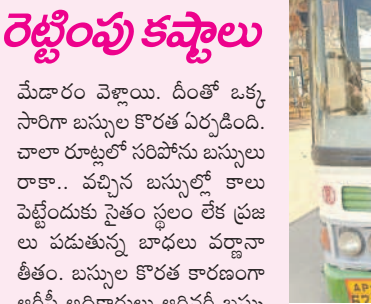 రెట్టింపు కష్టాలు
మేడారం వెళ్లాయి. దీంతో ఒక్క
సారిగా బస్సుల కొరత ఏర్పడింది.
చాలా రూట్లలో సరిపోను బస్సులు
రాకా.. వచ్చిన బస్సుల్లో కాలు
పెట్టేందుకు సైతం స్థలం లేక ప్రజ
లు పడుతున్న బాధలు వర్ణానా
తీతం. బస్సుల కొరత కారణంగా
AP